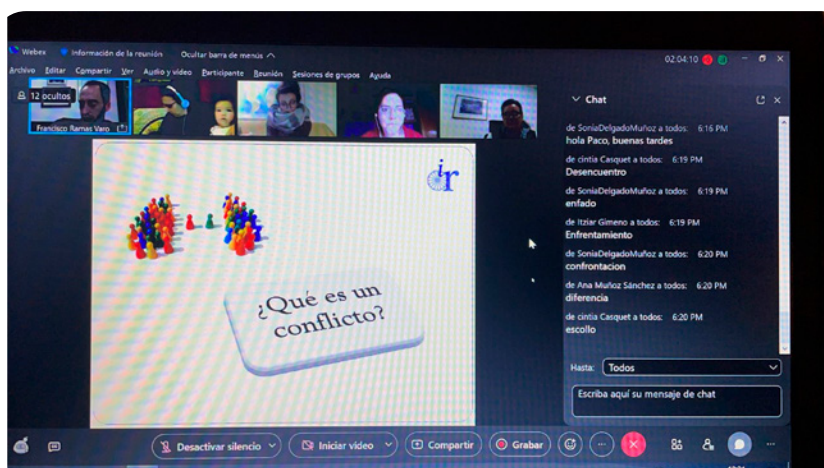 Webex
Información de la reunión
Ocultar barra de menús
02:04:10
Archivo Editar Compartir Ver Audio y video Participante Reunión Sesiones de grupos Ayuda
12 ocultos
Francisco Ramas Varo
ir
¿Qué es un
conflicto?
Chat
de SoniaDelgadoMuñoz a todos: 6:16 PM
hola Paco, buenas tardes
de cintia Casquet a todos: 6:19 PM
Desencuentro
de SoniaDelgadoMuñoz a todos: 6:19 PM
enfado
de Itziar Gimeno a todos: 6:19 PM
Enfrentamiento
de SoniaDelgadoMuñoz a todos: 6:20 PM
confrontacion
de Ana Muñoz Sánchez a todos: 6:20 PM
diferencia
de cintia Casquet a todos: 6:20 PM
escollo
Hasta: Todos
Escriba aquí su mensaje de chat
Desactivar silencio
Iniciar video
Compartir
Grabar